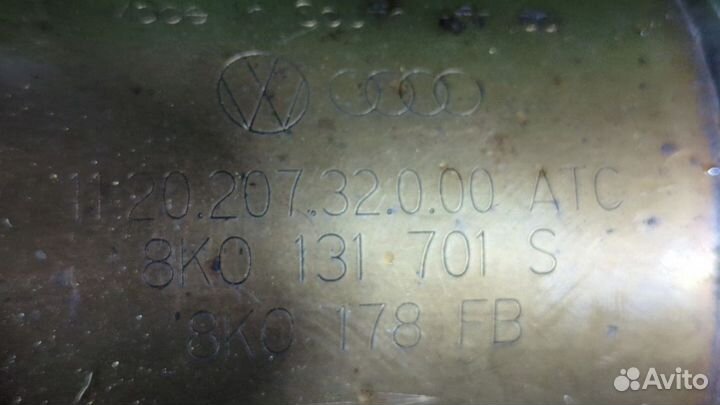 11.20.207.32.0.00 ATC
8K0 131 701 S
8K0 178 FB
Avito